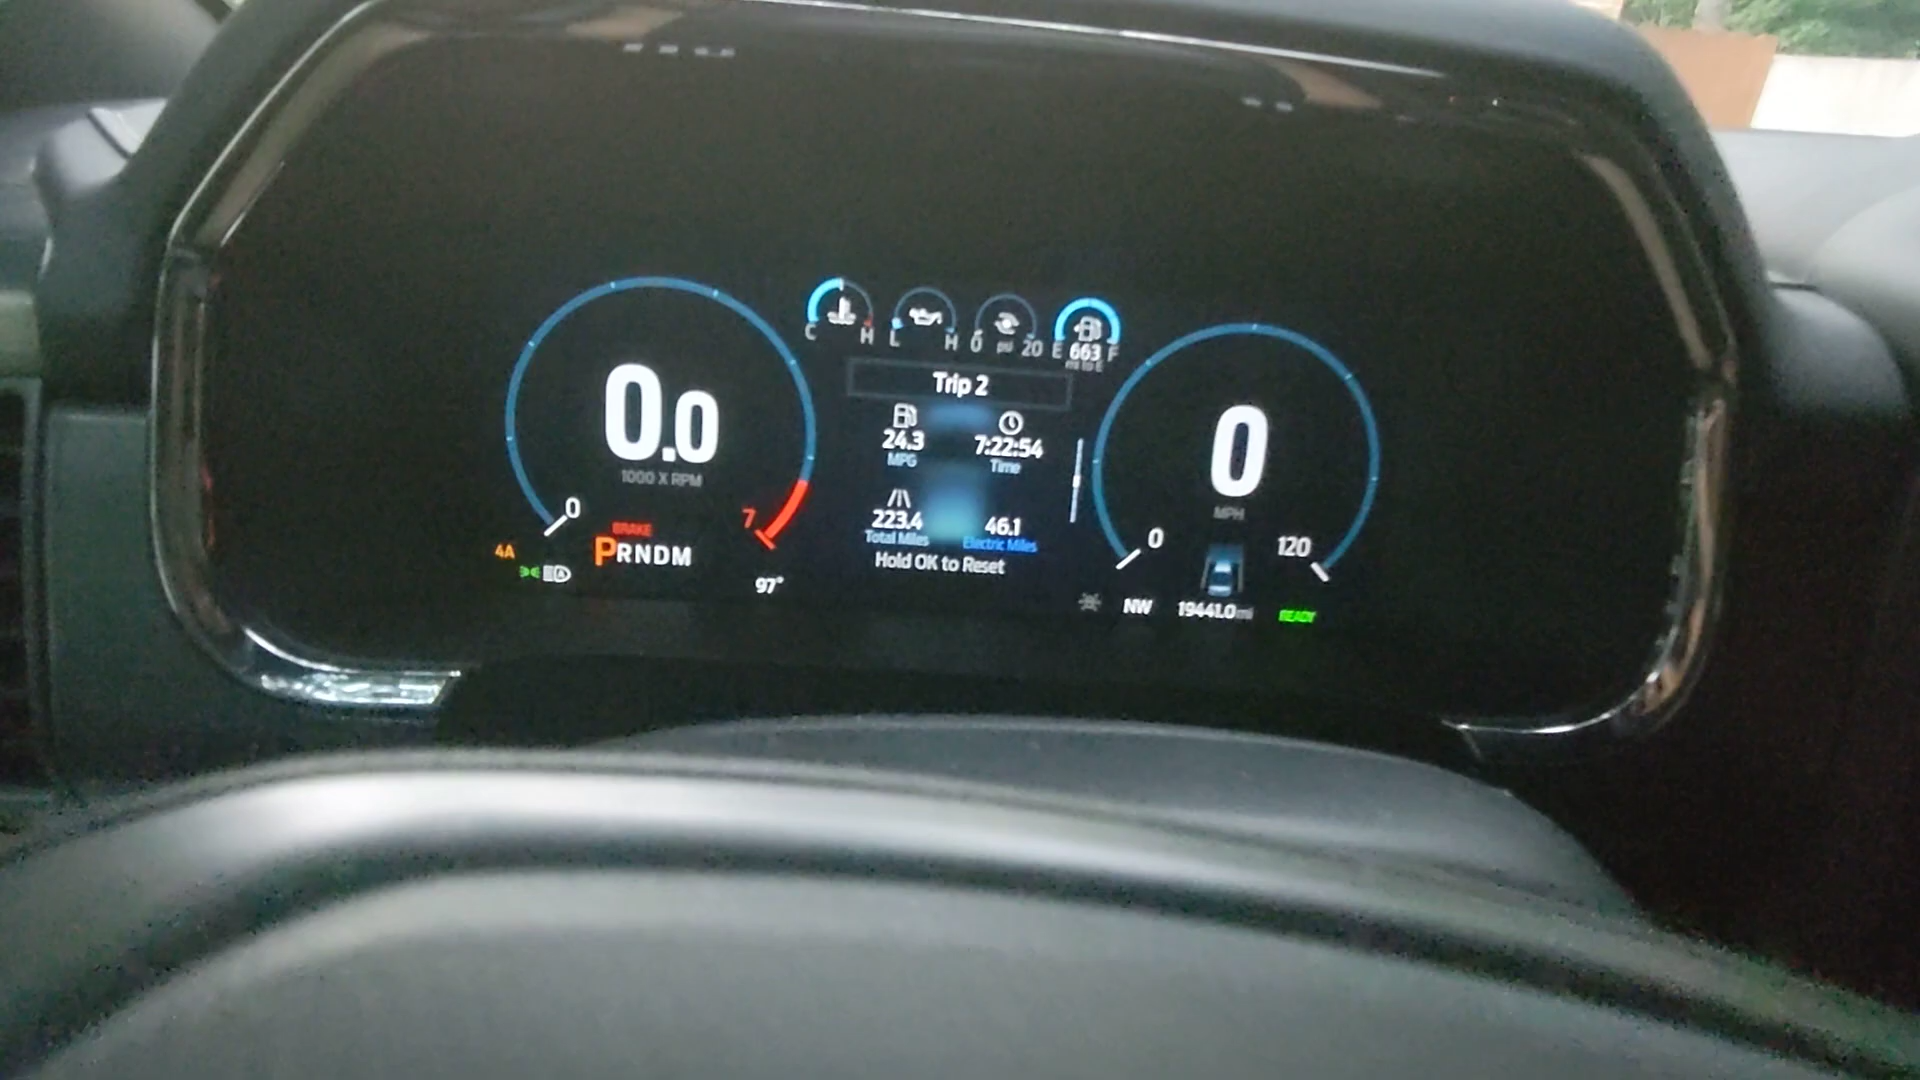 C H L H 0 psi 20 E 663 F
mi to E
Trip 2
24.3 7:22:54
MPG Time
223.4 46.1
Total Miles Electric Miles
Hold OK to Reset
0.0
1000 X RPM
0 7
BRAKE
4A PRNDM
97°
0
MPH
0 120
NW 19441.0 mi READY